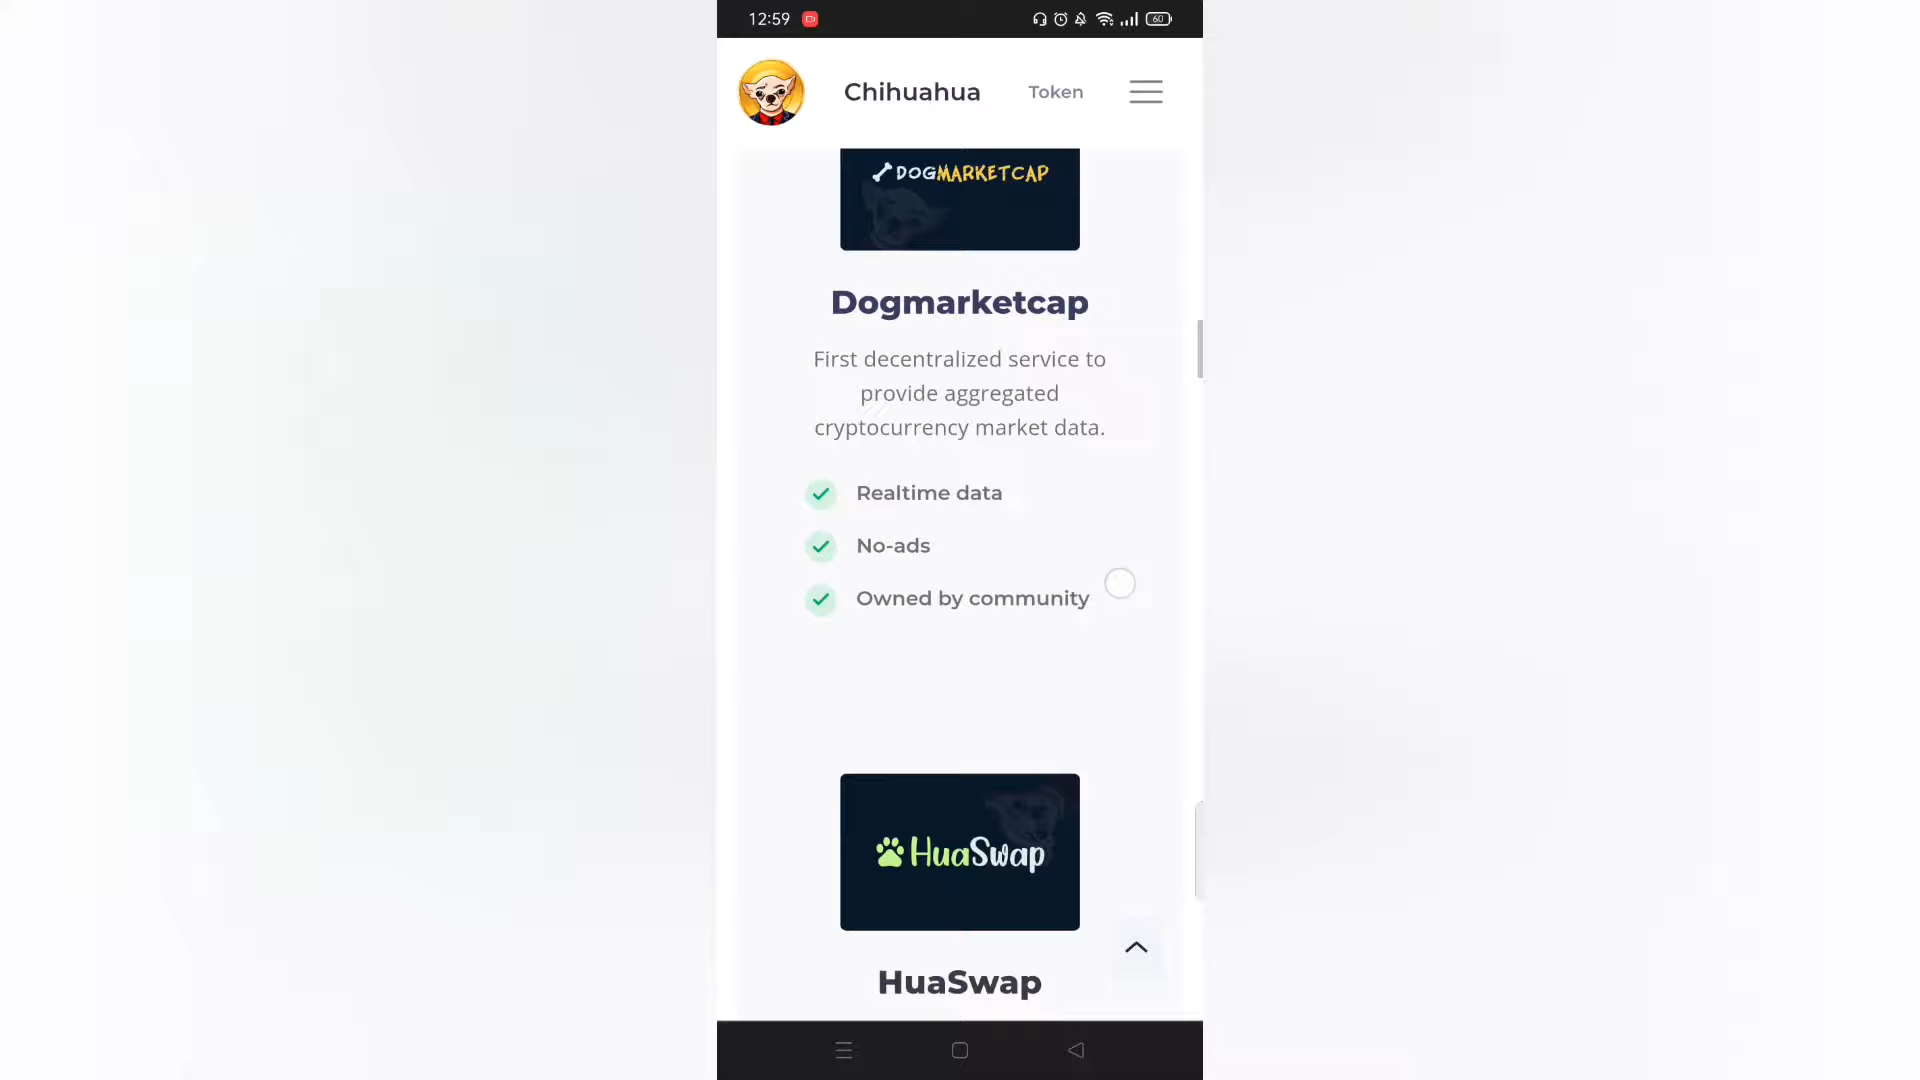 12:59
60
Chihuahua
Token
DOGMARKETCAP
Dogmarketcap
First decentralized service to
provide aggregated
cryptocurrency market data.
Realtime data
No-ads
Owned by community
HuaSwap
HuaSwap